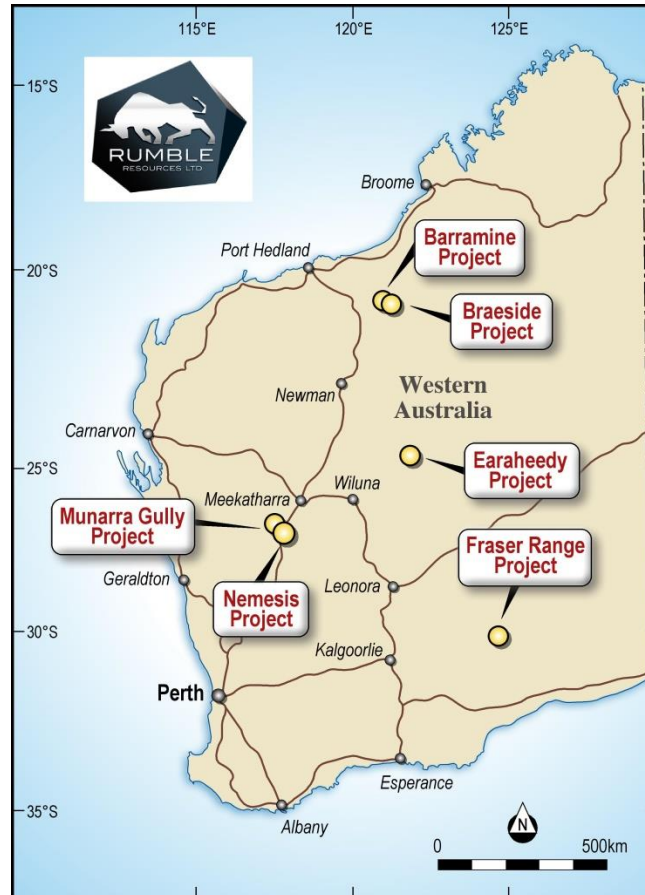 115°E
120°E
125°E
15°S
20°S
25°S
30°S
35°S
RUMBLE
RESOURCES LTD
Broome
Port Hedland
Barramine
Project
Braeside
Project
Newman
Western
Australia
Carnarvon
Earaheedy
Project
Meekatharra
Wiluna
Munarra Gully
Project
Fraser Range
Project
Geraldton
Nemesis
Project
Leonora
Kalgoorlie
Perth
Esperance
Albany
N
0
500km